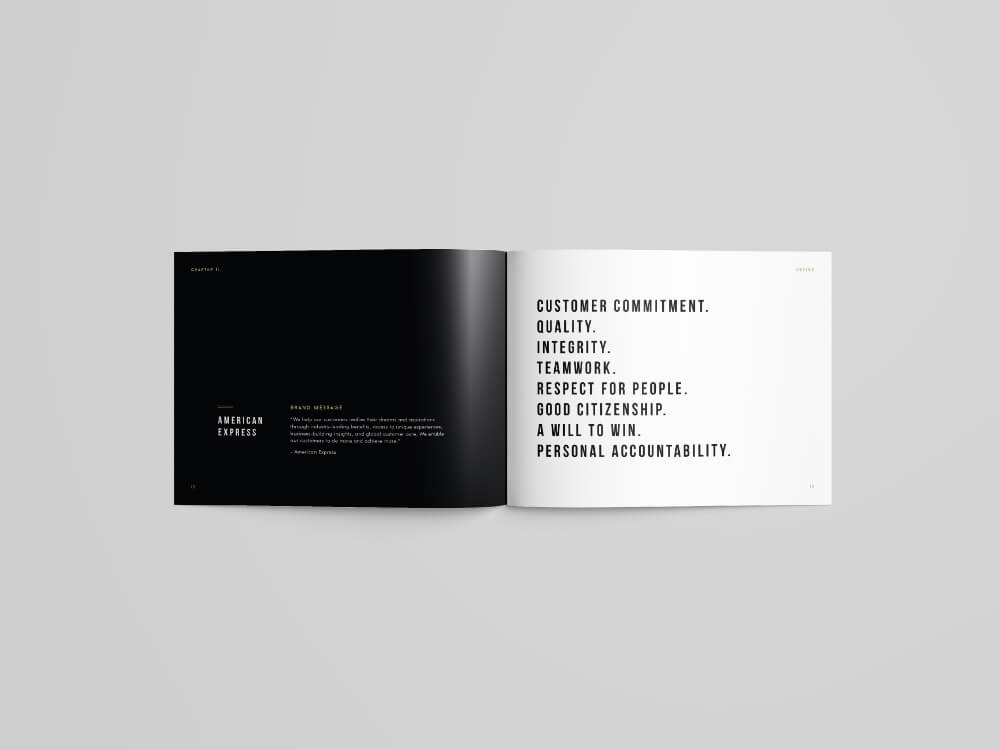 CHAPTER II.
AMERICAN
EXPRESS
BRAND MESSAGE
"We help our customers realize their dreams and aspirations
through industry-leading benefits, access to unique experiences,
business-building insights, and global customer care. We enable
our customers to do more and achieve more."
- American Express
CUSTOMER COMMITMENT.
QUALITY.
INTEGRITY.
TEAMWORK.
RESPECT FOR PEOPLE.
GOOD CITIZENSHIP.
A WILL TO WIN.
PERSONAL ACCOUNTABILITY.